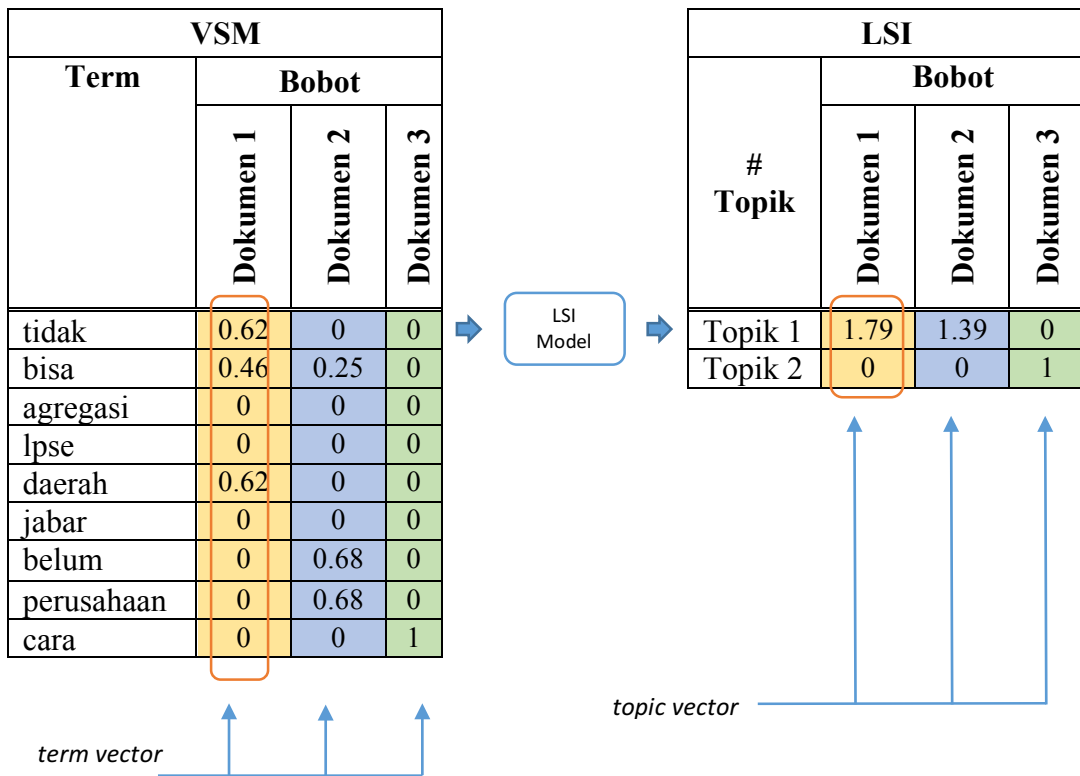 VSM
Term Bobot
Dokumen 1 Dokumen 2 Dokumen 3
tidak 0.62 0 0
bisa 0.46 0.25 0
agregasi 0 0 0
lpse 0 0 0
daerah 0.62 0 0
jabar 0 0 0
belum 0 0.68 0
perusahaan 0 0.68 0
cara 0 0 1
term vector
LSI
Model
LSI
# Bobot
Topik
Dokumen 1 Dokumen 2 Dokumen 3
Topik 1 1.79 1.39 0
Topik 2 0 0 1
topic vector